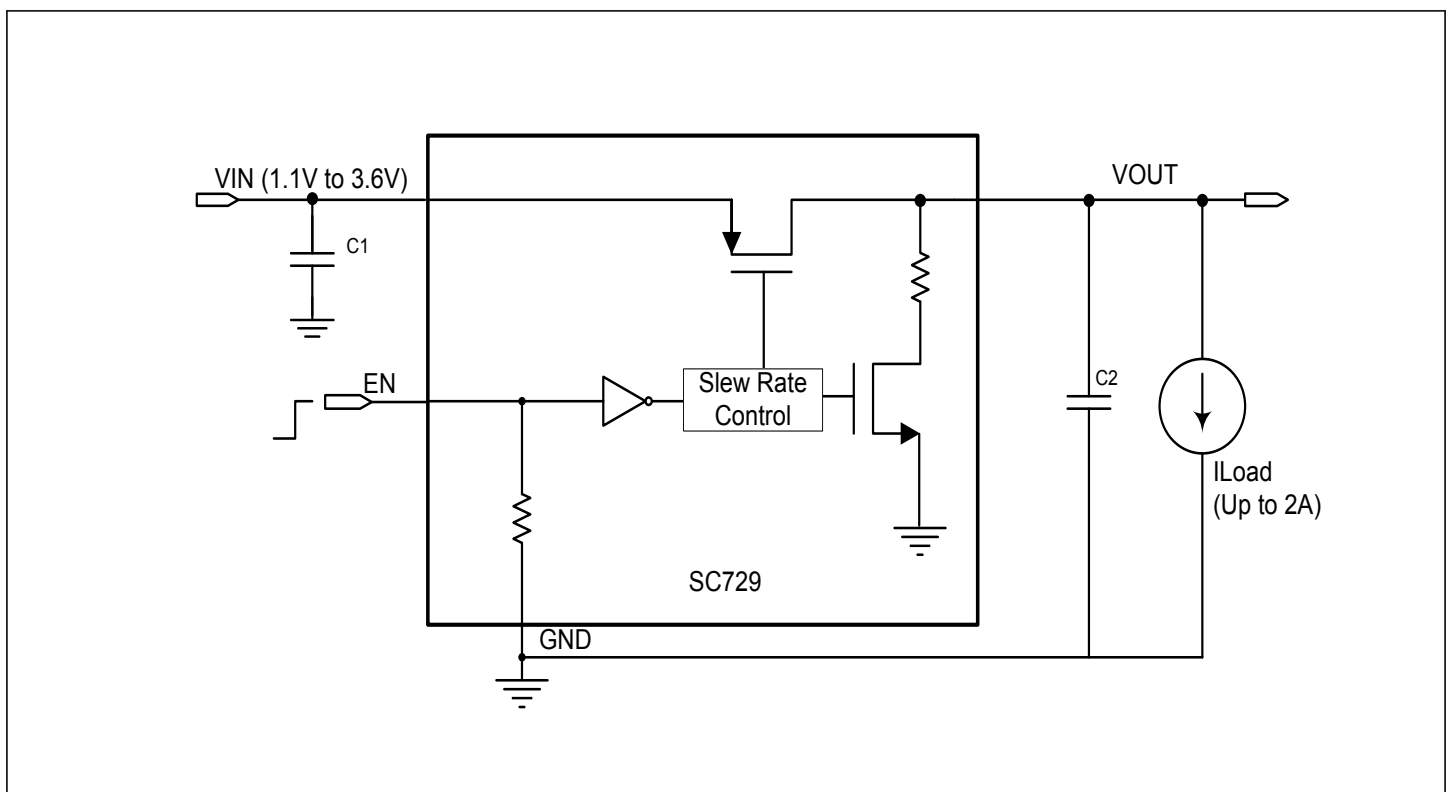 VIN (1.1V to 3.6V)
VOUT
C1
EN
Slew Rate
Control
C2
ILoad
(Up to 2A)
SC729
GND